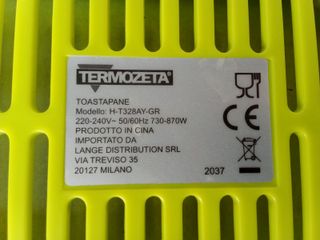 TERMOZETA®
TOASTAPANE
Modello: H-T328AY-GR
220-240V~ 50/60Hz 730-870W
PRODOTTO IN CINA
IMPORTATO DA
LANGE DISTRIBUTION SRL
VIA TREVISO 35
20127 MILANO
2037
CE